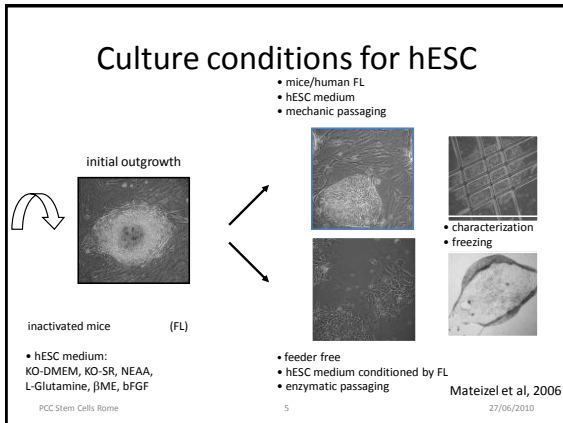 Culture conditions for hESC
• mice/human FL
• hESC medium
• mechanic passaging
initial outgrowth
• characterization
• freezing
inactivated mice (FL)
• hESC medium:
KO-DMEM, KO-SR, NEAA,
L-Glutamine, βME, bFGF
• feeder free
• hESC medium conditioned by FL
• enzymatic passaging
Mateizel et al, 2006
PCC Stem Cells Rome 5 27/06/2010